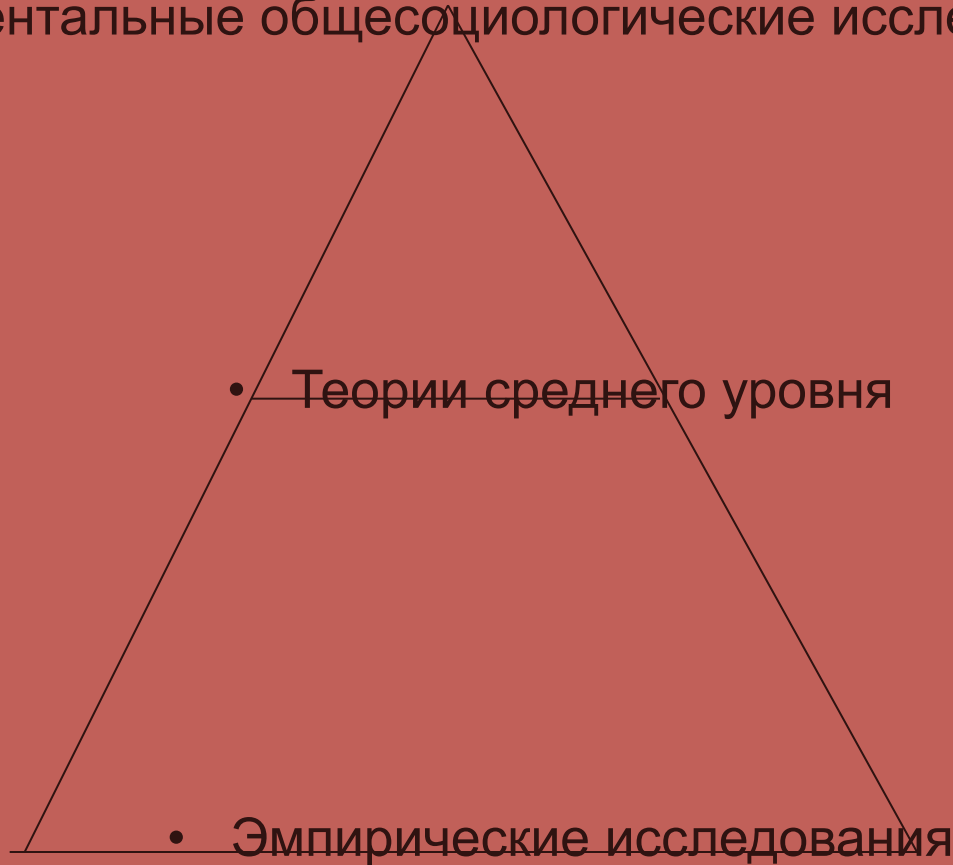 ентальные общесоциологические иссле
• Теории среднего уровня
• Эмпирические исследования